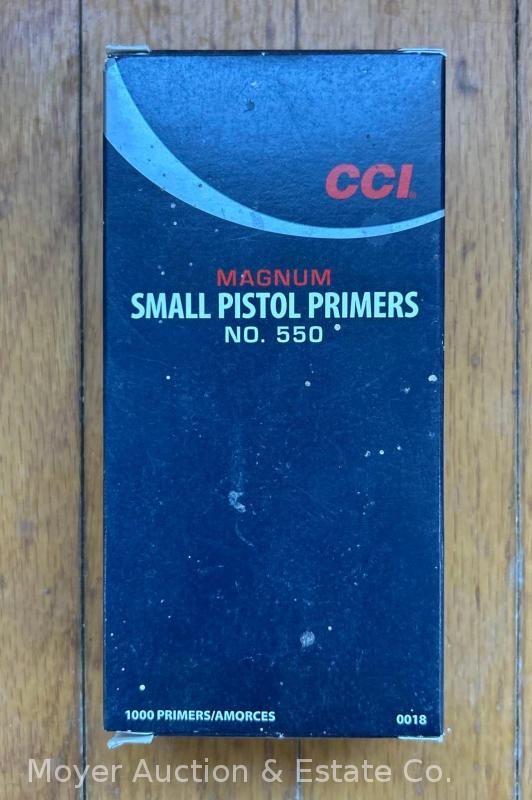 CCI
MAGNUM
SMALL PISTOL PRIMERS
NO. 550
1000 PRIMERS/AMORCES
0018
Moyer Auction & Estate Co.